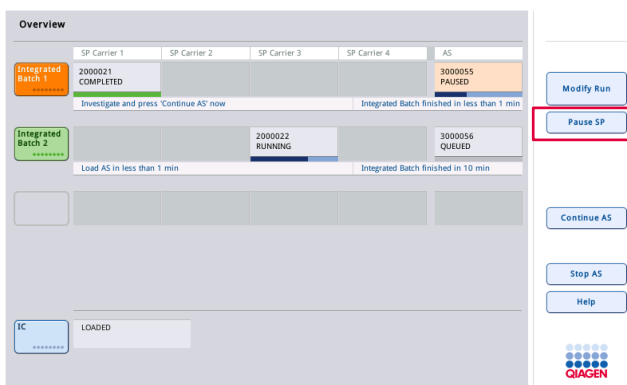 Overview
SP Carrier 1 SP Carrier 2 SP Carrier 3 SP Carrier 4 AS
Integrated
Batch 1
2000021
COMPLETED
3000055
PAUSED
Investigate and press 'Continue AS' now
Integrated Batch finished in less than 1 min
Integrated
Batch 2
2000022
RUNNING
3000056
QUEUED
Load AS in less than 1 min
Integrated Batch finished in 10 min
IC
LOADED
Modify Run
Pause SP
Continue AS
Stop AS
Help
QIAGEN